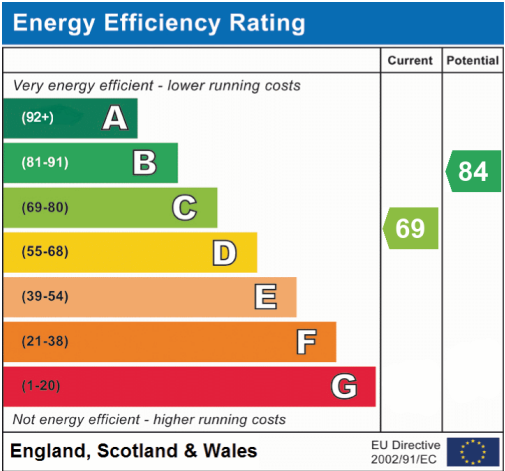 Energy Efficiency Rating
Current Potential
Very energy efficient - lower running costs
(92+) A
(81-91) B
84
(69-80) C
69
(55-68) D
(39-54) E
(21-38) F
(1-20) G
Not energy efficient - higher running costs
England, Scotland & Wales
EU Directive
2002/91/EC